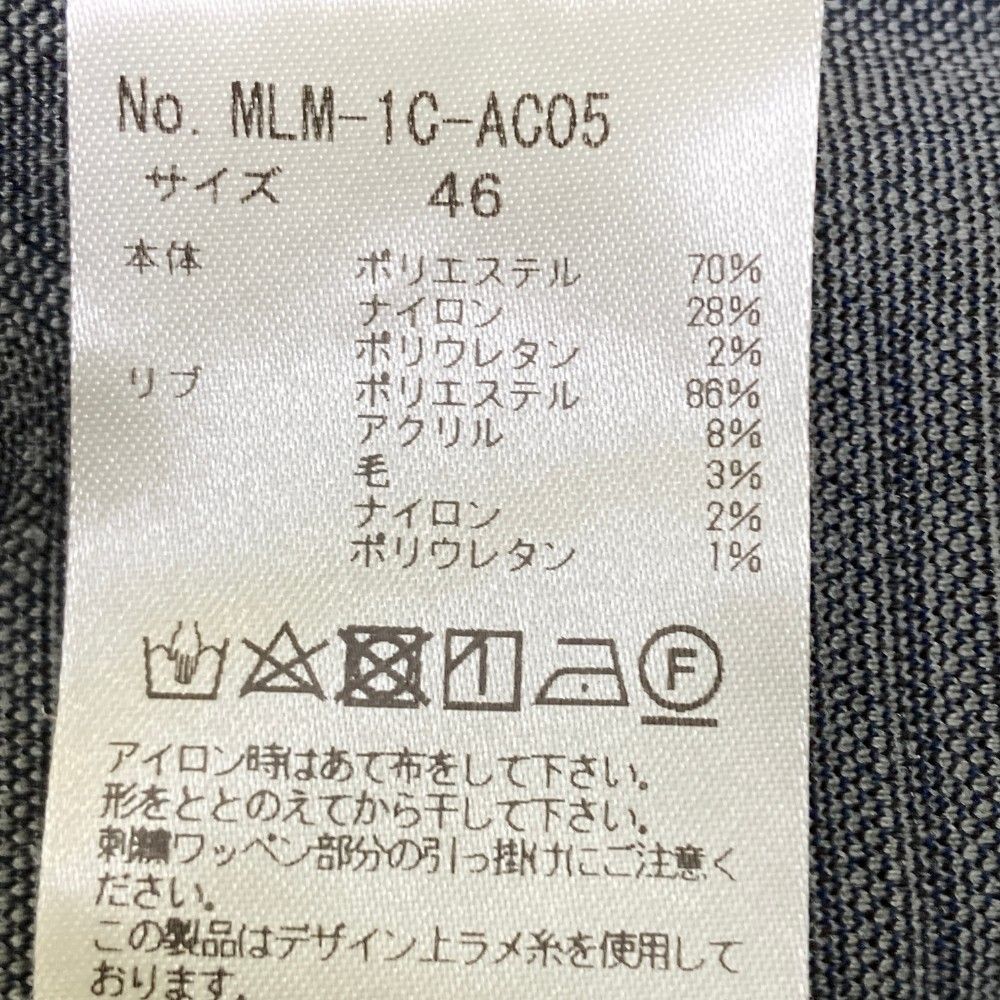 No. MLM-1C-AC05
サイズ 46
本体 ポリエステル 70%
ナイロン 28%
ポリウレタン 2%
リブ ポリエステル 86%
アクリル 8%
毛 3%
ナイロン 2%
ポリウレタン 1%
F
アイロン時はあて布をして下さい。
形をととのえてから干して下さい。
刺繍ワッペン部分の引っ掛けにご注意く
ださい。
この製品はデザイン上ラメ糸を使用して
おります。